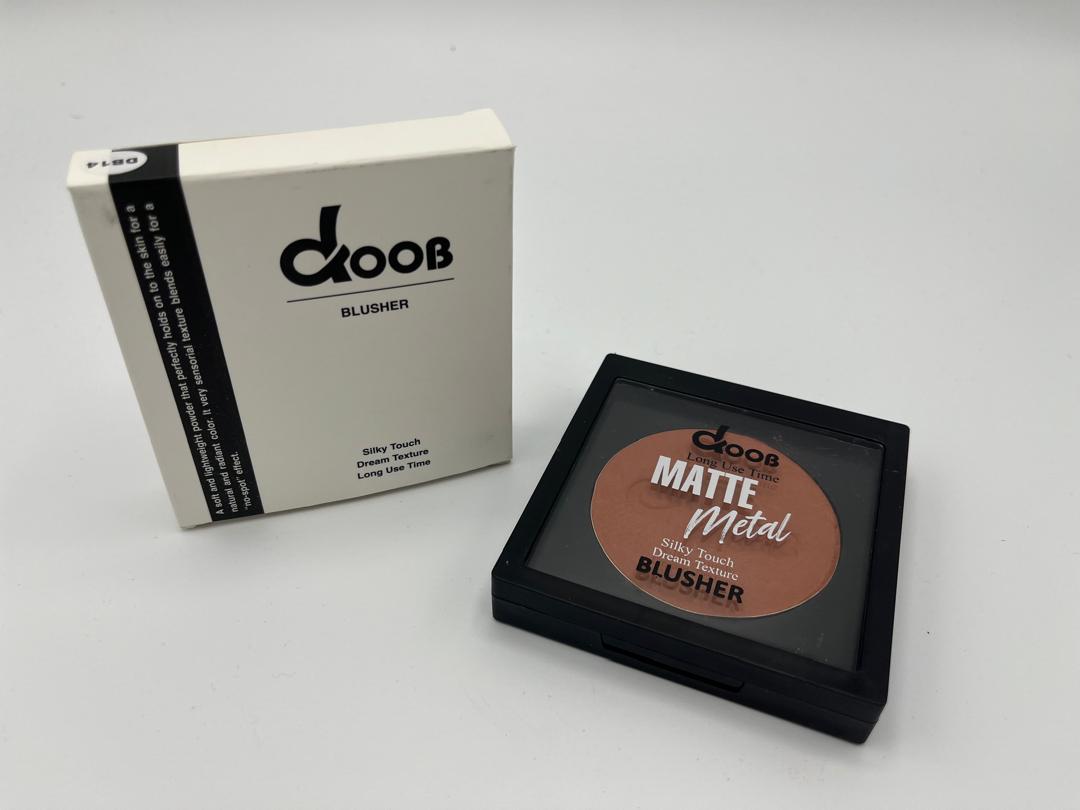 DB14
A soft and lightweight powder that perfectly holds on to the skin for a
natural and radiant color. It very sensorial texture blends easily for a
"no-spot" effect.
dooB
BLUSHER
Silky Touch
Dream Texture
Long Use Time
dooB
Long Use Time
MATTE
Metal
Silky Touch
Dream Texture
BLUSHER